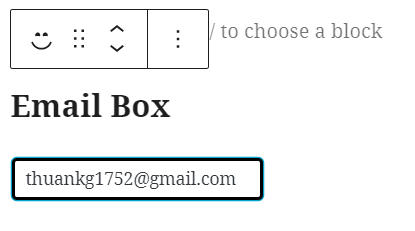 / to choose a block
Email Box
thuankg1752@gmail.com